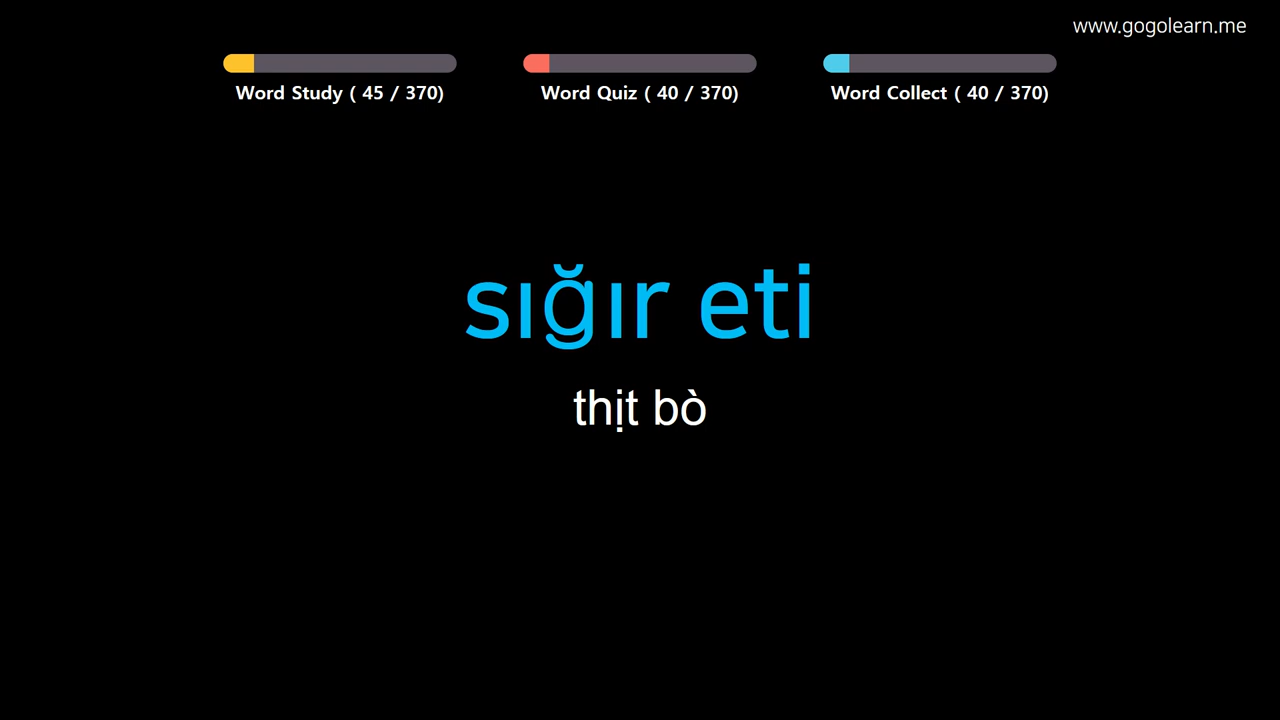 www.gogolearn.me
Word Study ( 45 / 370)
Word Quiz ( 40 / 370)
Word Collect ( 40 / 370)
sığır eti
thịt bò